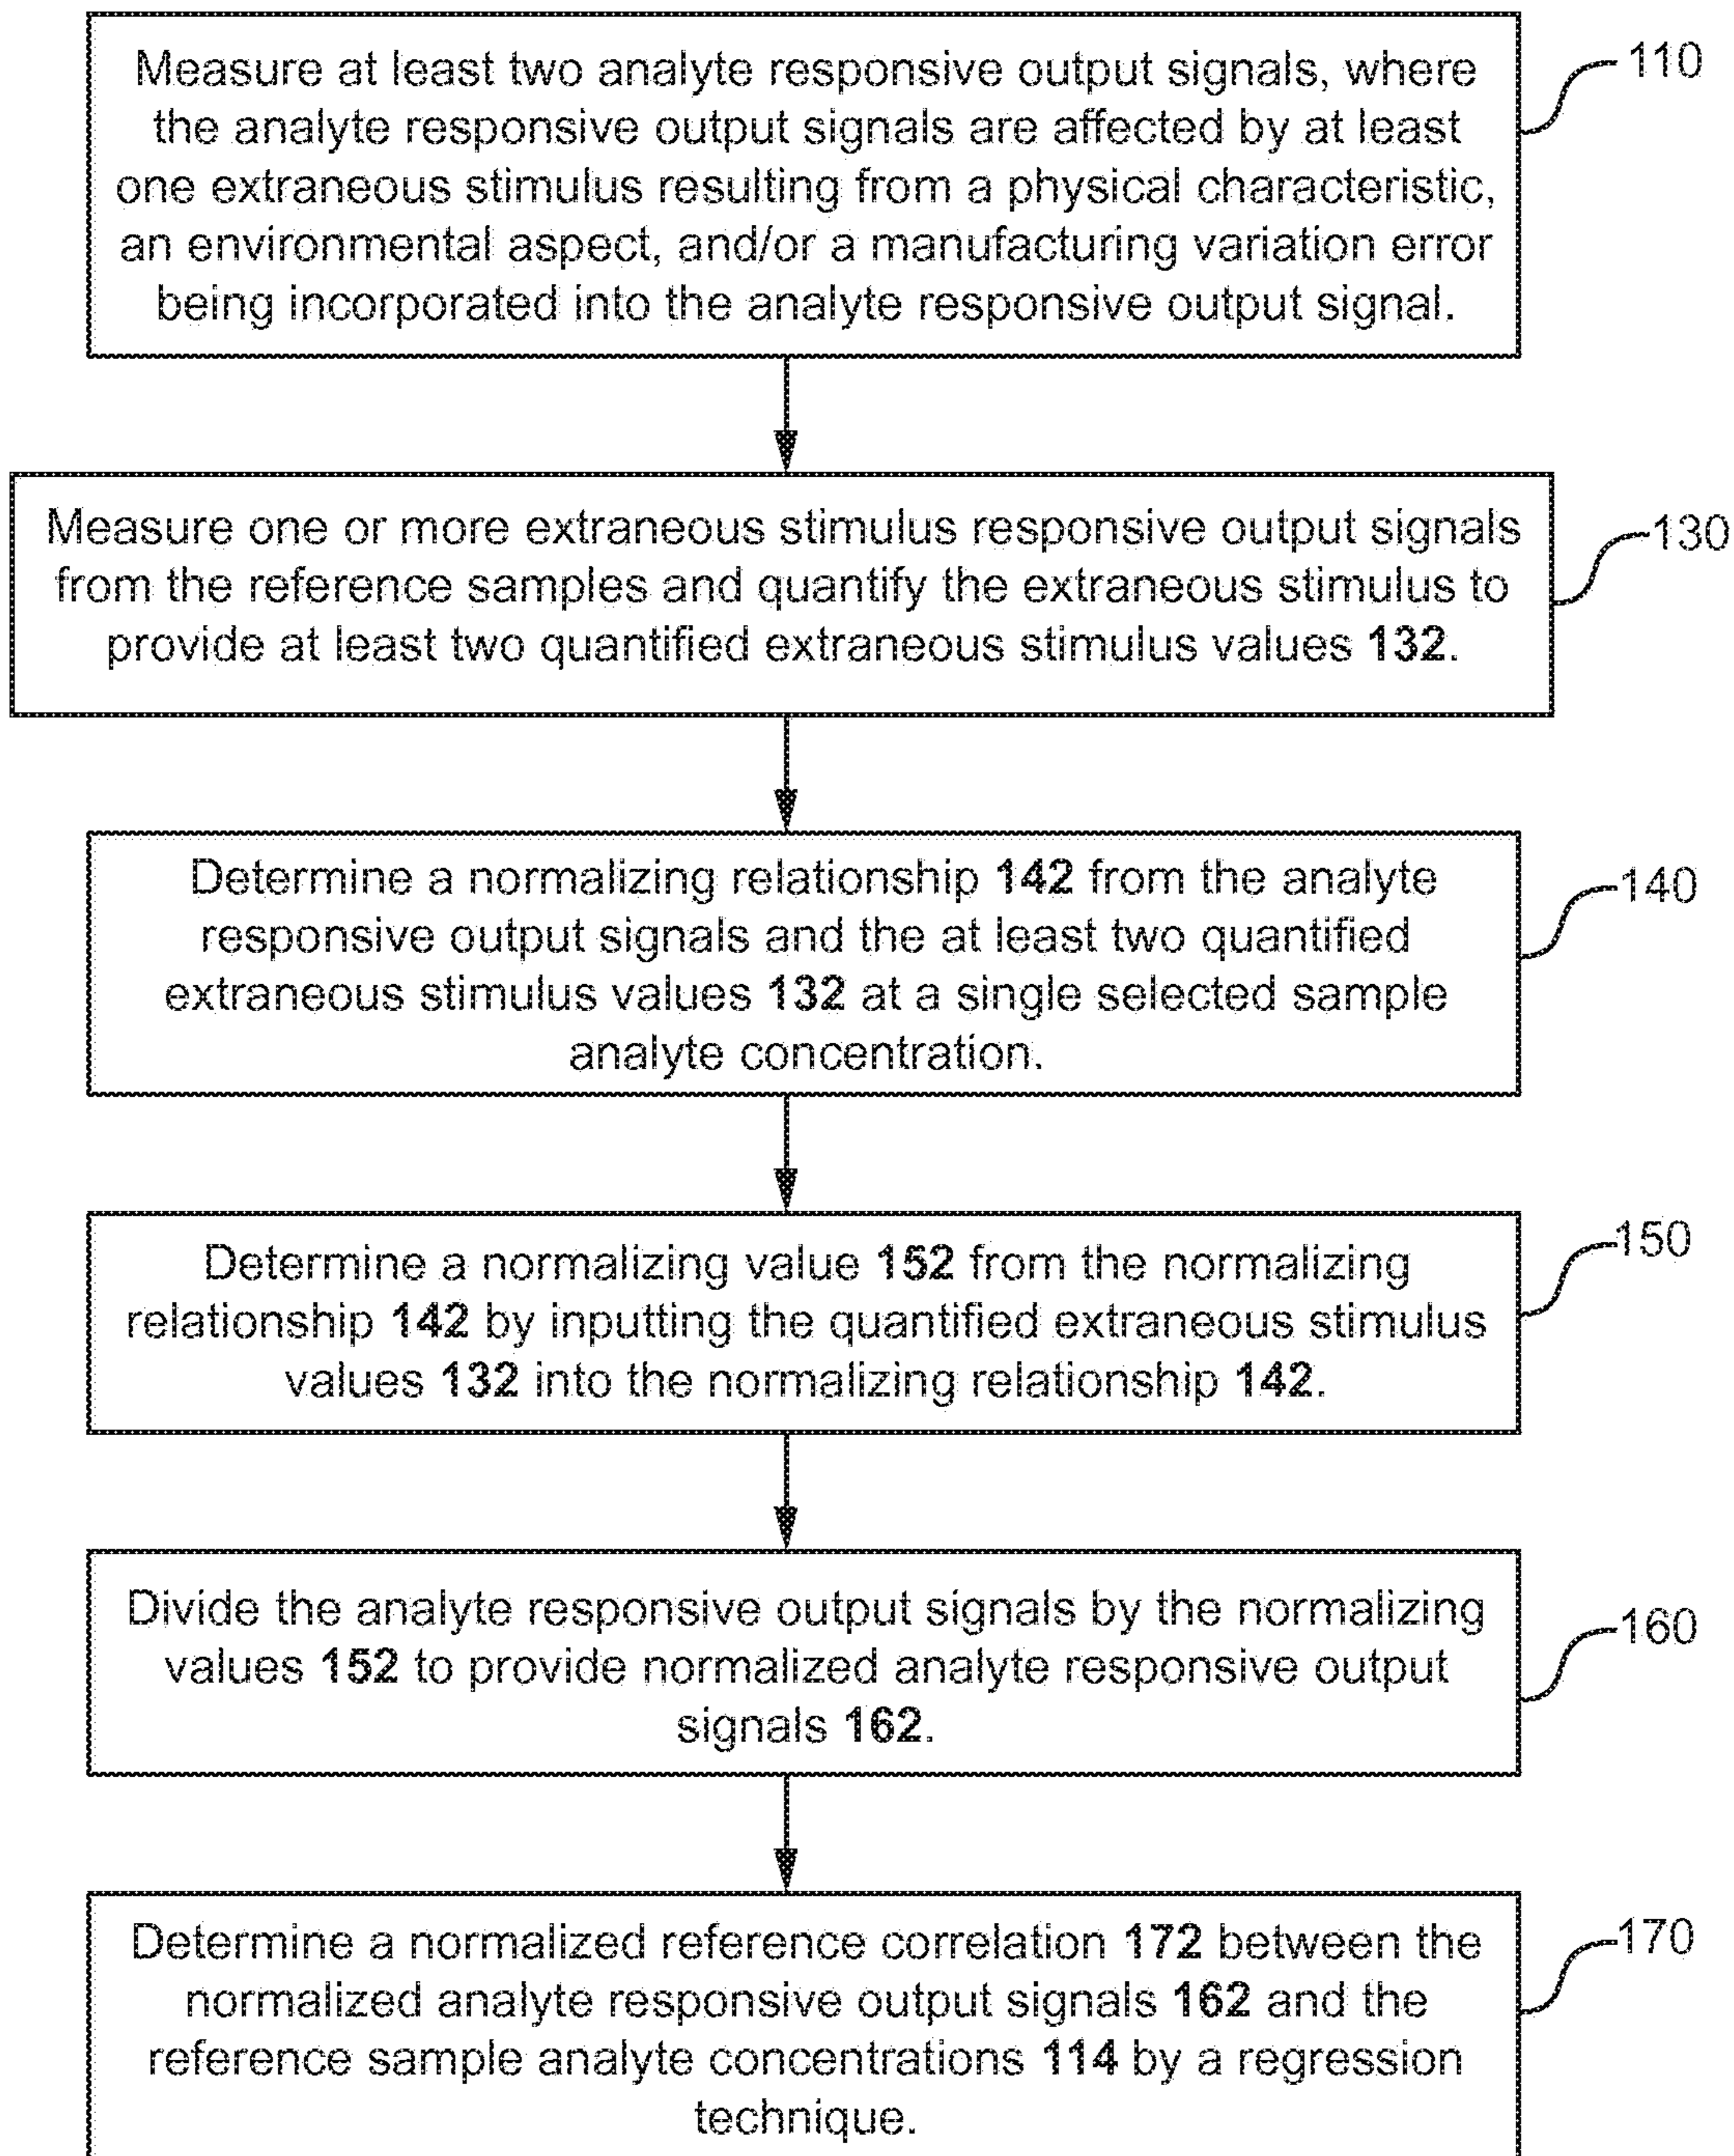 Measure at least two analyte responsive output signals, where
the analyte responsive output signals are affected by at least
one extraneous stimulus resulting from a physical characteristic,
an environmental aspect, and/or a manufacturing variation error
being incorporated into the analyte responsive output signal.
110
Measure one or more extraneous stimulus responsive output signals
from the reference samples and quantify the extraneous stimulus to
provide at least two quantified extraneous stimulus values 132.
130
Determine a normalizing relationship 142 from the analyte
responsive output signals and the at least two quantified
extraneous stimulus values 132 at a single selected sample
analyte concentration.
140
Determine a normalizing value 152 from the normalizing
relationship 142 by inputting the quantified extraneous stimulus
values 132 into the normalizing relationship 142.
150
Divide the analyte responsive output signals by the normalizing
values 152 to provide normalized analyte responsive output
signals 162.
160
Determine a normalized reference correlation 172 between the
normalized analyte responsive output signals 162 and the
reference sample analyte concentrations 114 by a regression
technique.
170